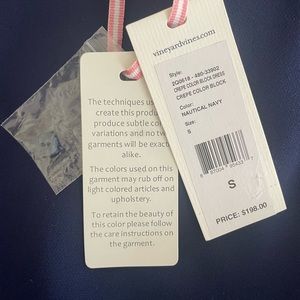 The techniques us
create this produ
produce subtle co
variations and no tw
garments will be exact
alike.
The colors used on this
garment may rub off on
light colored articles and
upholstery.
To retain the beauty of
this color please follow
the care instructions on
the garment.
vineyardvines.com
Style:
2Q0618 - 480-33902
CREPE COLOR BLOCK DRESS
CREPE COLOR BLOCK
Color:
NAUTICAL NAVY
Size:
S
S
PRICE: $198.00